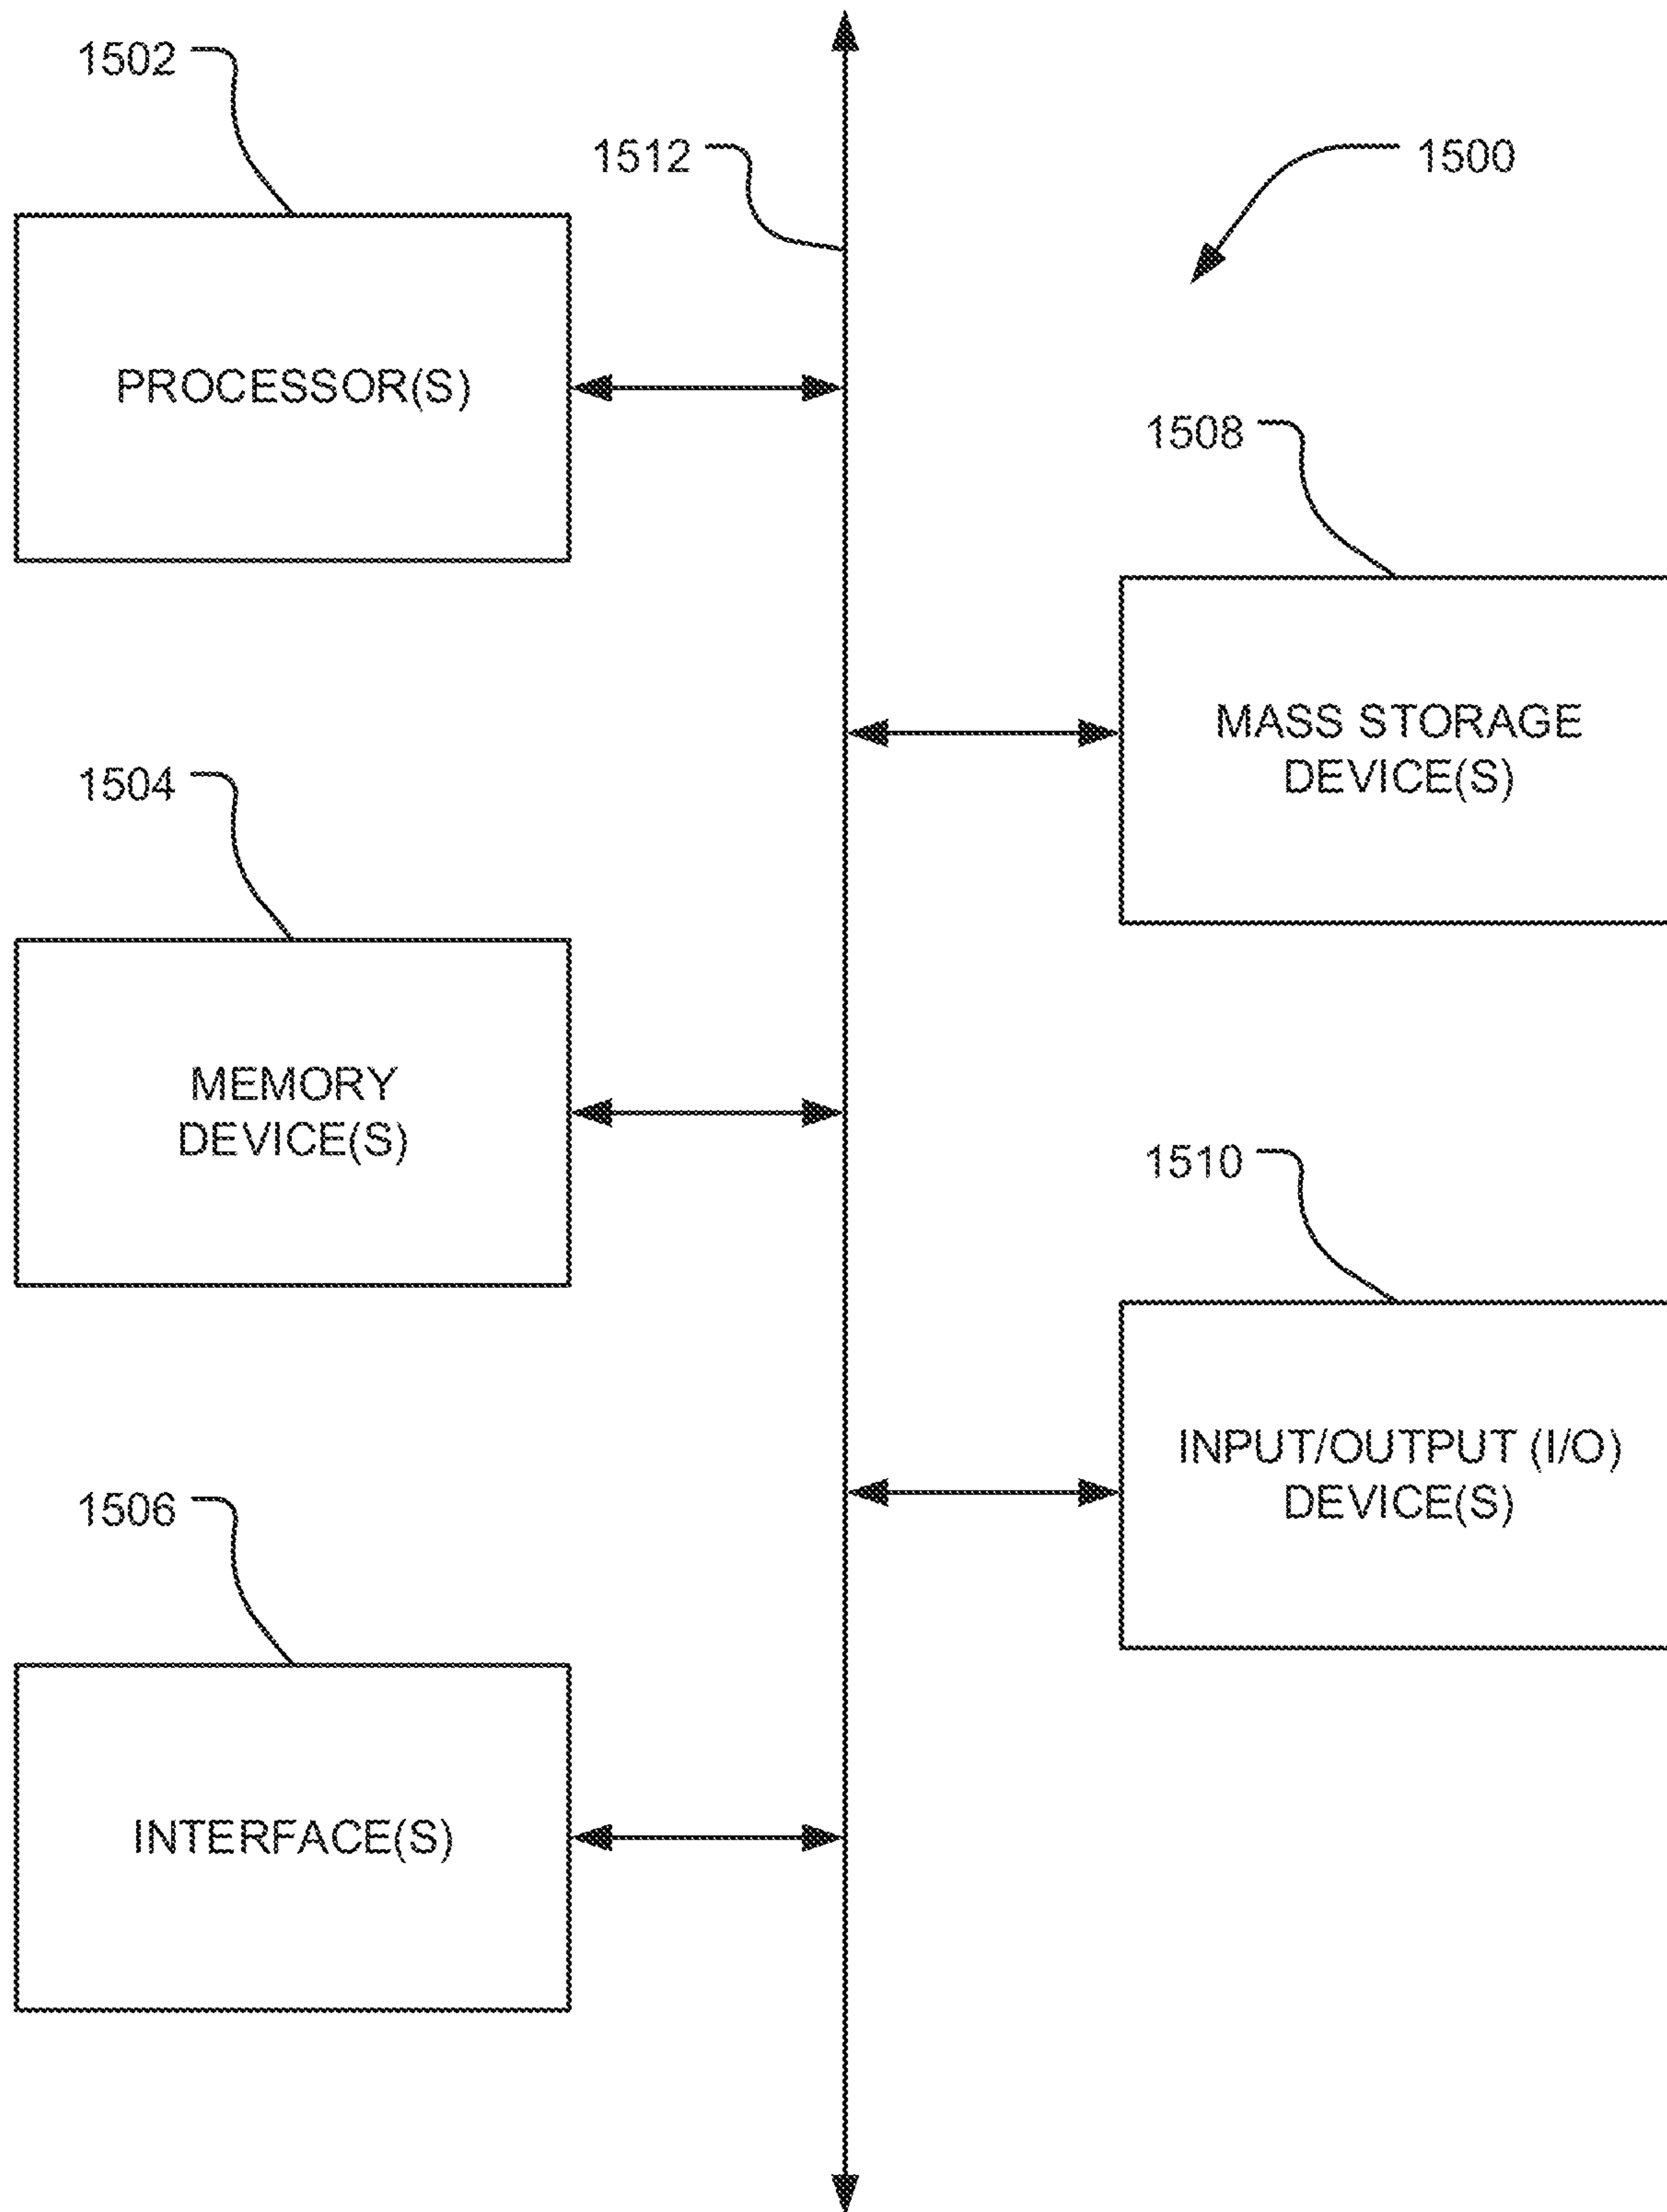 1502
1512
1500
PROCESSOR(S)
1508
MASS STORAGE
DEVICE(S)
1504
MEMORY
DEVICE(S)
1510
INPUT/OUTPUT (I/O)
DEVICE(S)
1506
INTERFACE(S)